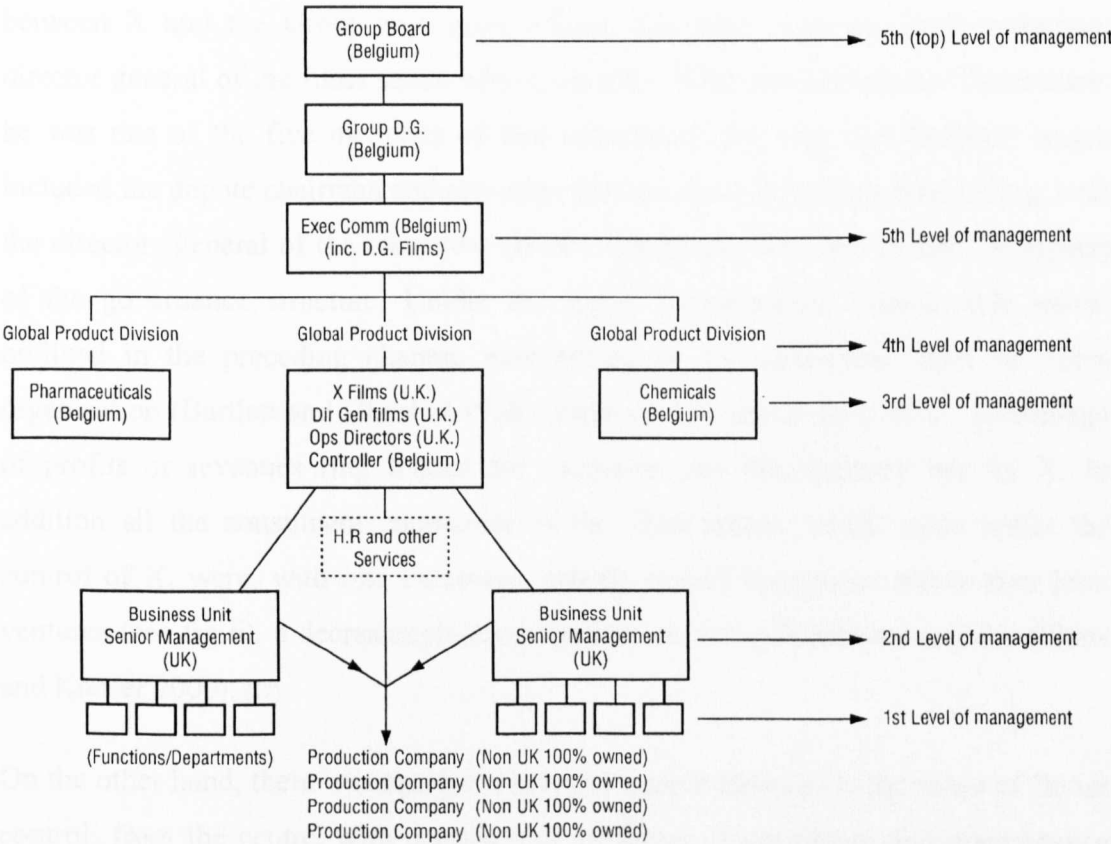 Group Board
(Belgium)
5th (top) Level of management
Group D.G.
(Belgium)
Exec Comm (Belgium)
(inc. D.G. Films)
5th Level of management
Global Product Division
Global Product Division
Global Product Division
4th Level of management
Pharmaceuticals
(Belgium)
X Films (U.K.)
Dir Gen films (U.K.)
Ops Directors (U.K.)
Controller (Belgium)
Chemicals
(Belgium)
3rd Level of management
H.R and other
Services
Business Unit
Senior Management
(UK)
Business Unit
Senior Management
(UK)
2nd Level of management
1st Level of management
(Functions/Departments)
Production Company (Non UK 100% owned)
Production Company (Non UK 100% owned)
Production Company (Non UK 100% owned)
Production Company (Non UK 100% owned)